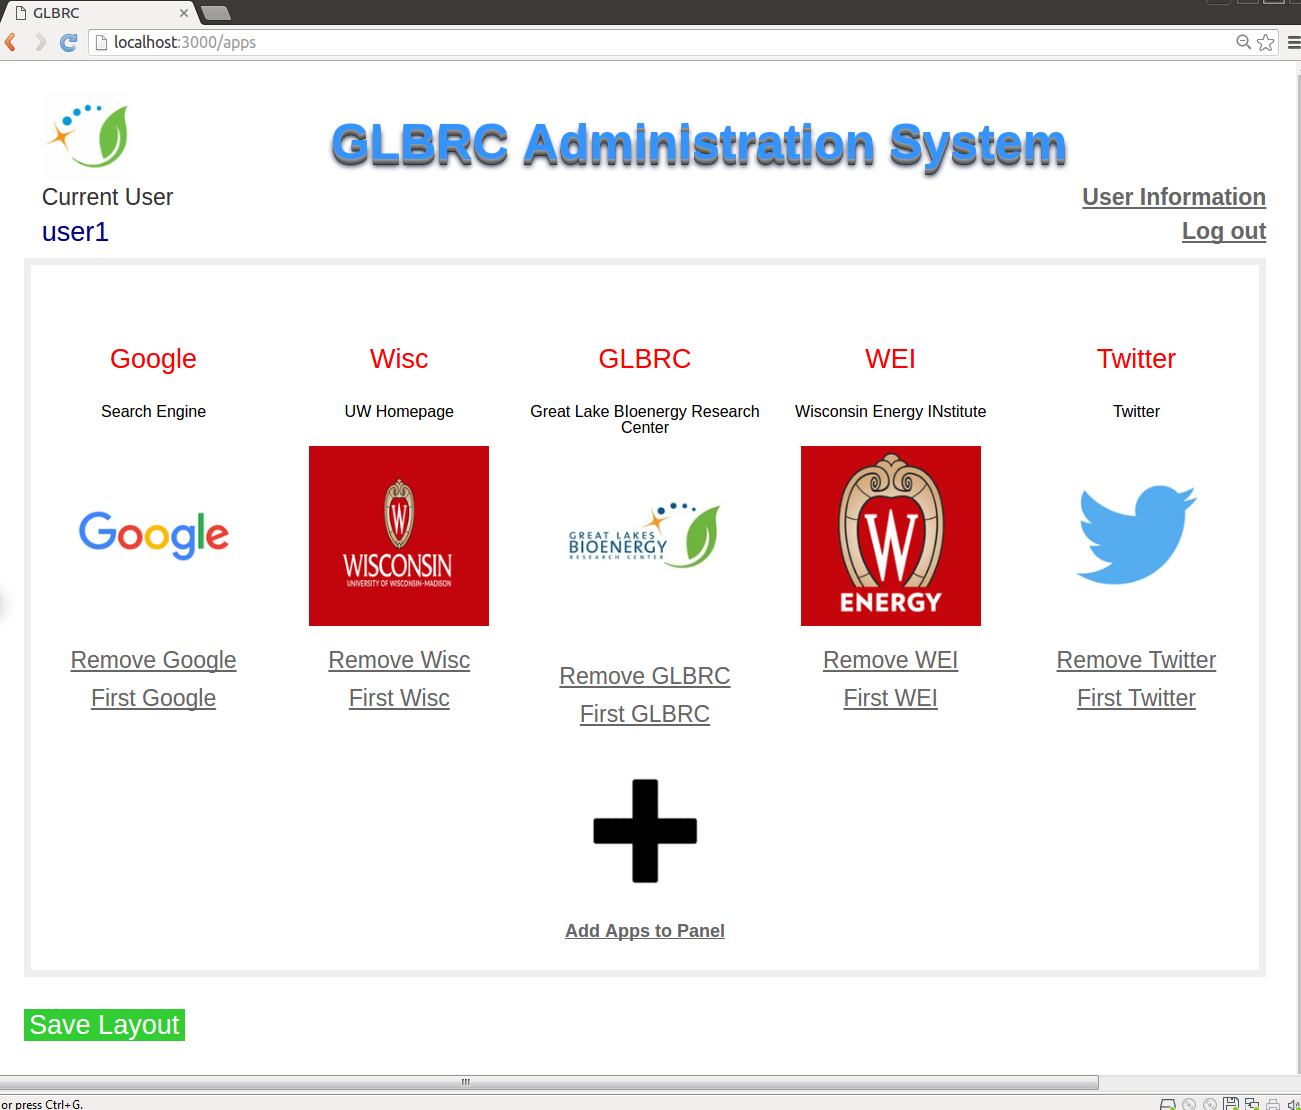 GLBRC
localhost:3000/apps
GLBRC Administration System
Current User
User Information
user1
Log out
Google
Wisc
GLBRC
WEI
Twitter
Search Engine
UW Homepage
Great Lake BIoenergy Research
Center
Wisconsin Energy INstitute
Twitter
Google
W
WISCONSIN
UNIVERSITY OF WISCONSIN-MADISON
GREAT LAKES
BIOENERGY
RESEARCH CENTER
W
ENERGY
Remove Google
First Google
Remove Wisc
First Wisc
Remove GLBRC
First GLBRC
Remove WEI
First WEI
Remove Twitter
First Twitter
Add Apps to Panel
Save Layout
or press Ctrl+G.